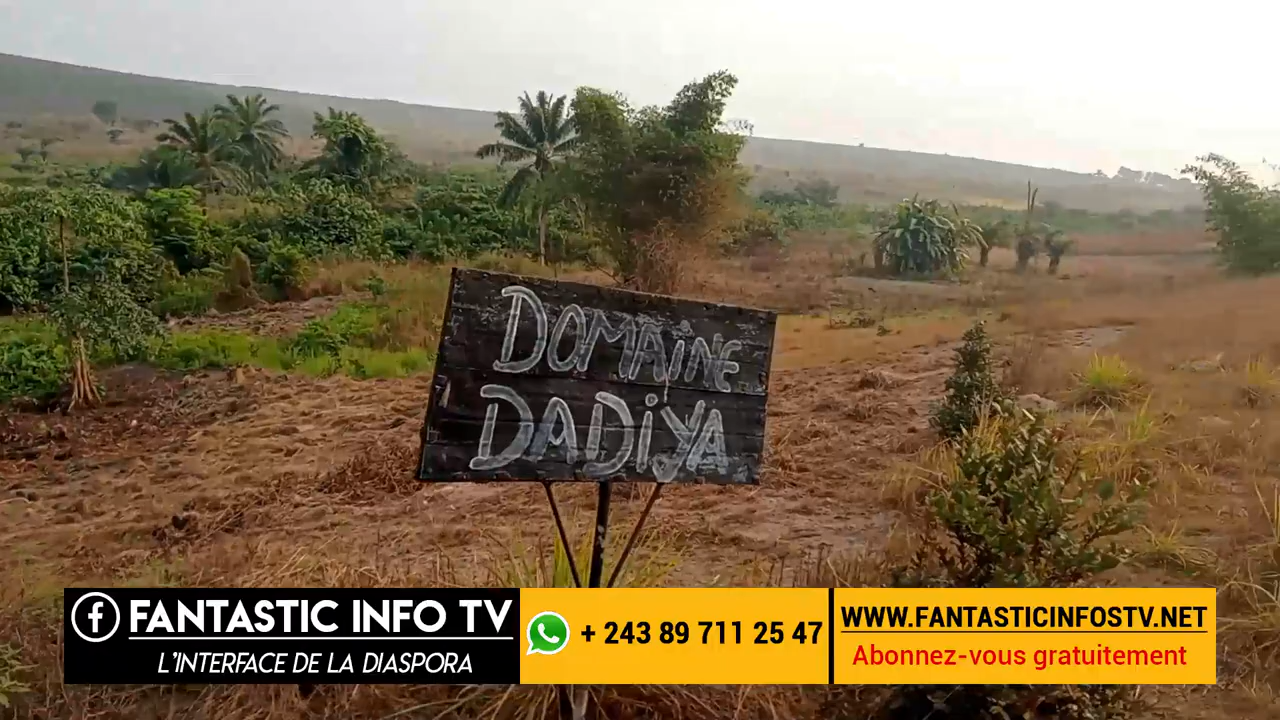 DOMAiNE
DADiYA
FANTASTIC INFO TV
L'INTERFACE DE LA DIASPORA
+ 243 89 711 25 47
WWW.FANTASTICINFOSTV.NET
Abonnez-vous gratuitement